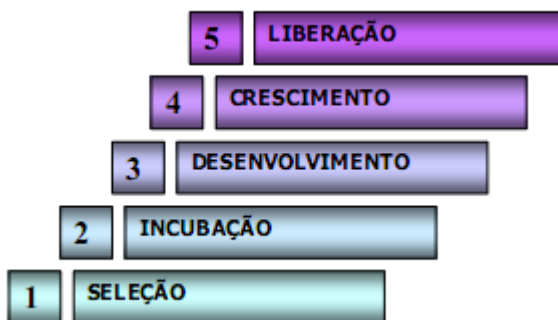 5 LIBERAÇÃO
4 CRESCIMENTO
3 DESENVOLVIMENTO
2 INCUBAÇÃO
1 SELEÇÃO